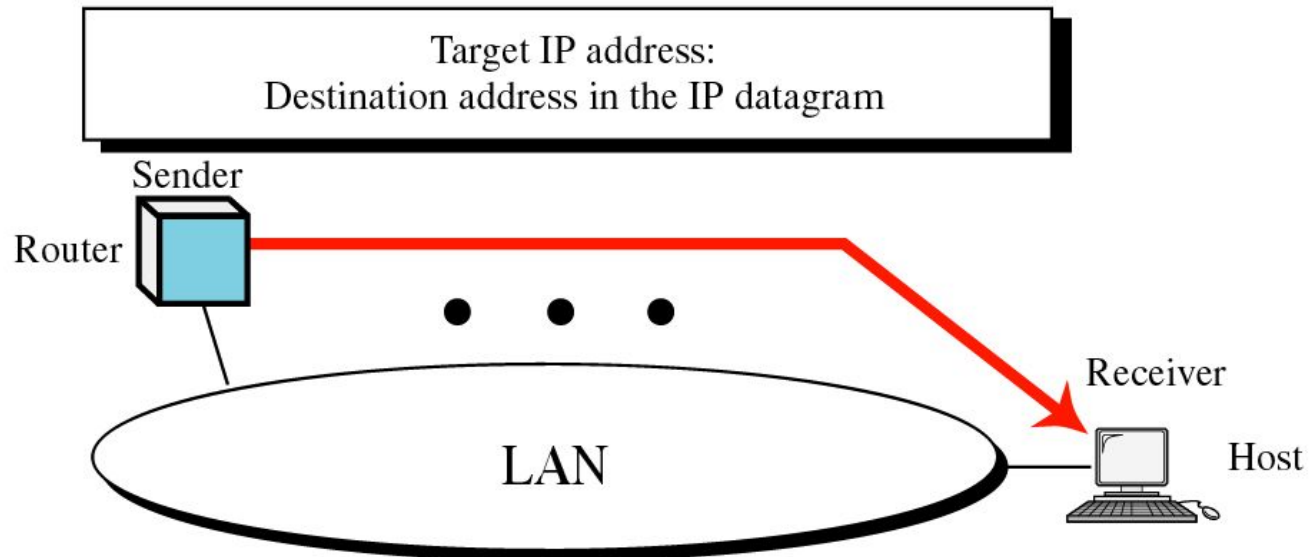 Target IP address:
Destination address in the IP datagram
Sender
Router
Receiver
Host
LAN